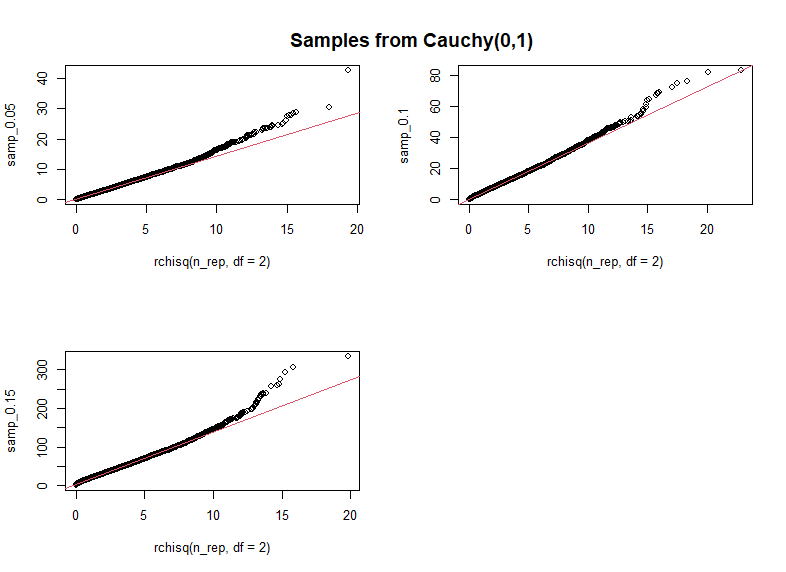 Samples from Cauchy(0,1)
samp_0.05
0 10 20 30 40
0 5 10 15 20
rchisq(n_rep, df = 2)
samp_0.1
0 20 40 60 80
0 5 10 15 20
rchisq(n_rep, df = 2)
samp_0.15
0 100 200 300
0 5 10 15 20
rchisq(n_rep, df = 2)